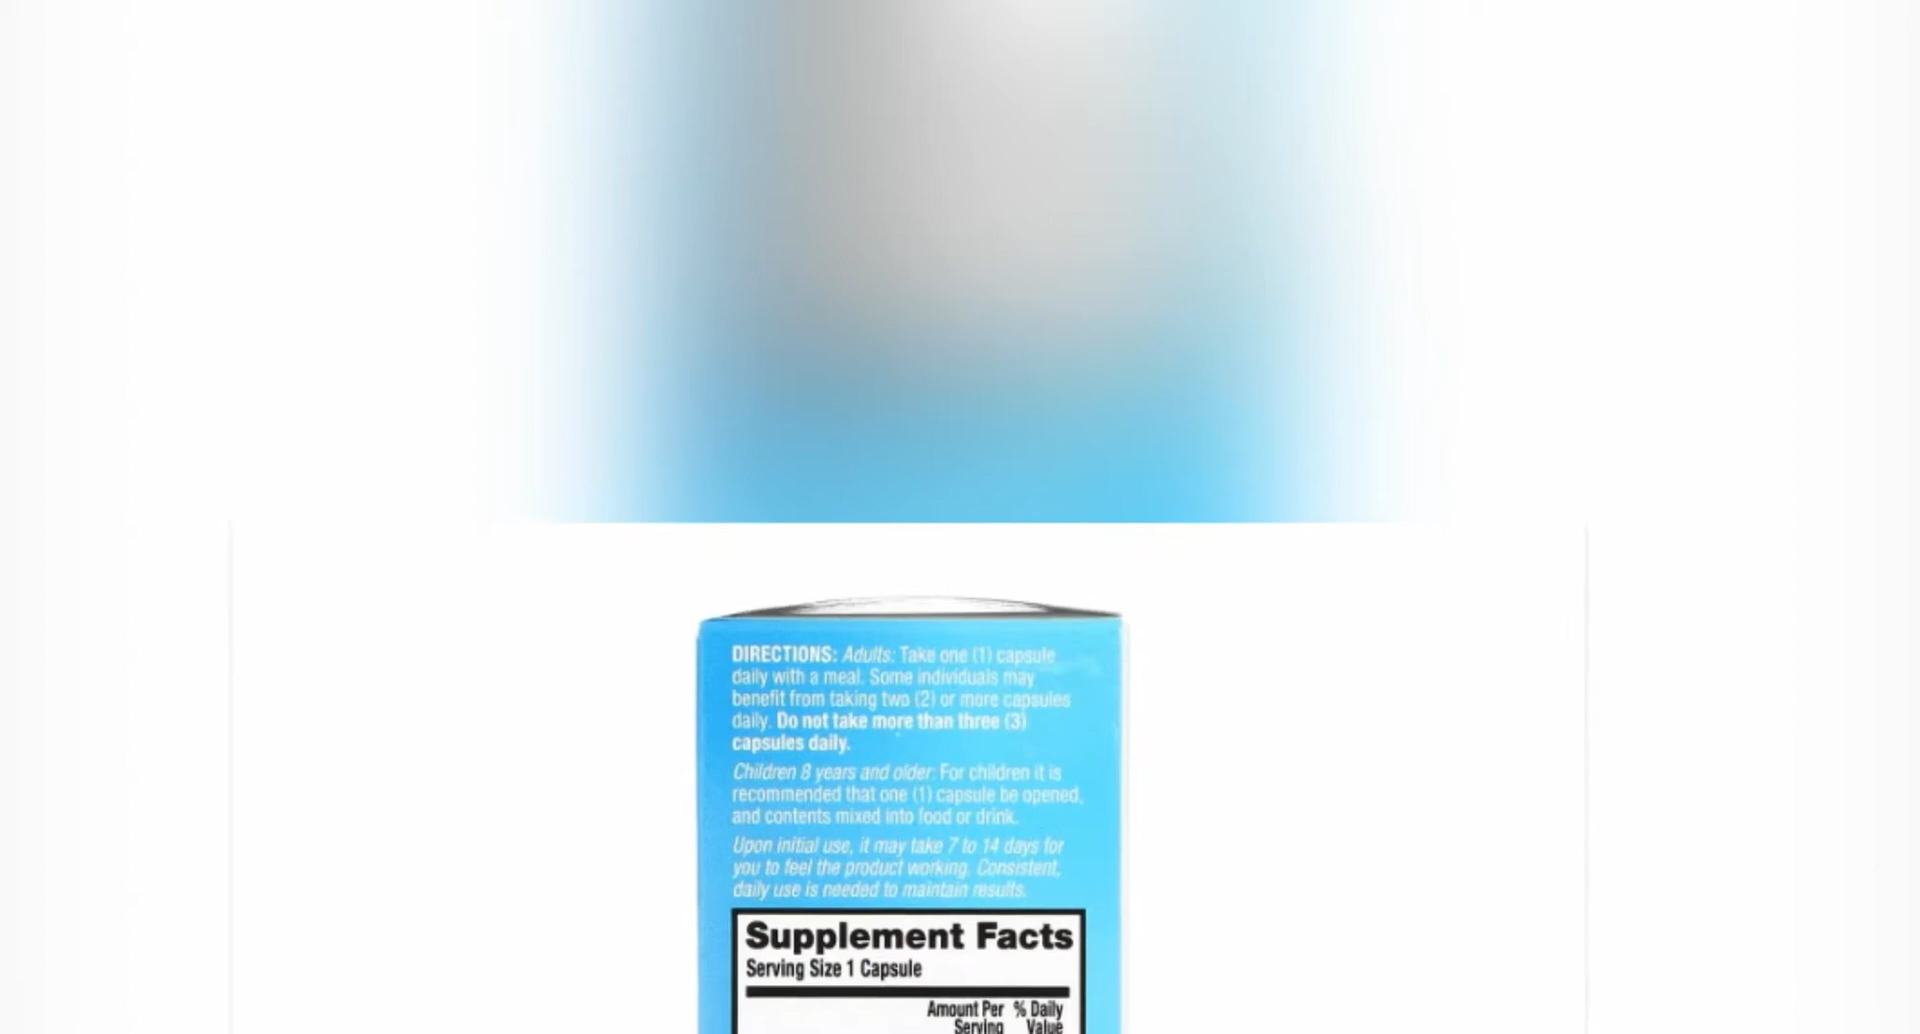 DIRECTIONS: Adults: Take one (1) capsule
daily with a meal. Some individuals may
benefit from taking two (2) or more capsules
daily. Do not take more than three (3)
capsules daily.
Children 8 years and older: For children it is
recommended that one (1) capsule be opened,
and contents mixed into food or drink.
Upon initial use, it may take 7 to 14 days for
you to feel the product working. Consistent,
daily use is needed to maintain results.
Supplement Facts
Serving Size 1 Capsule
Amount Per % Daily
Serving Value